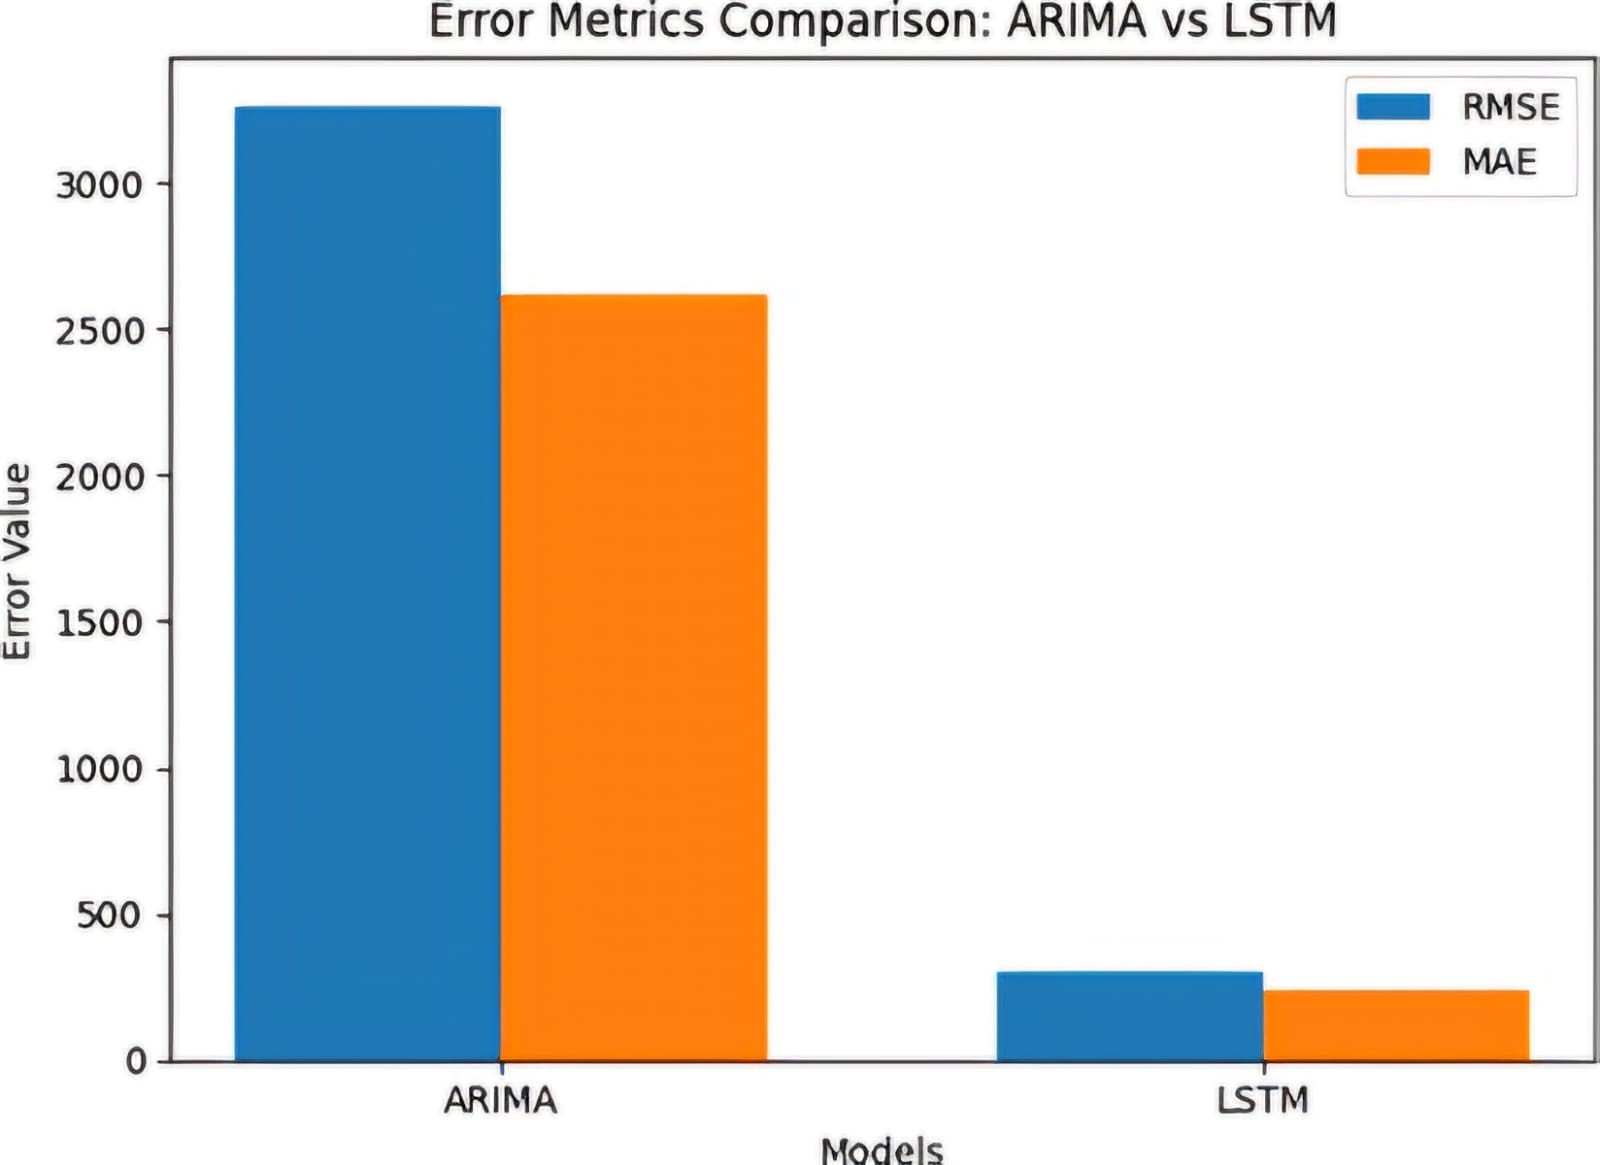 Error Metrics Comparison: ARIMA vs LSTM
RMSE
MAE
3000
2500
2000
1500
1000
500
0
Error Value
ARIMA
LSTM
Models